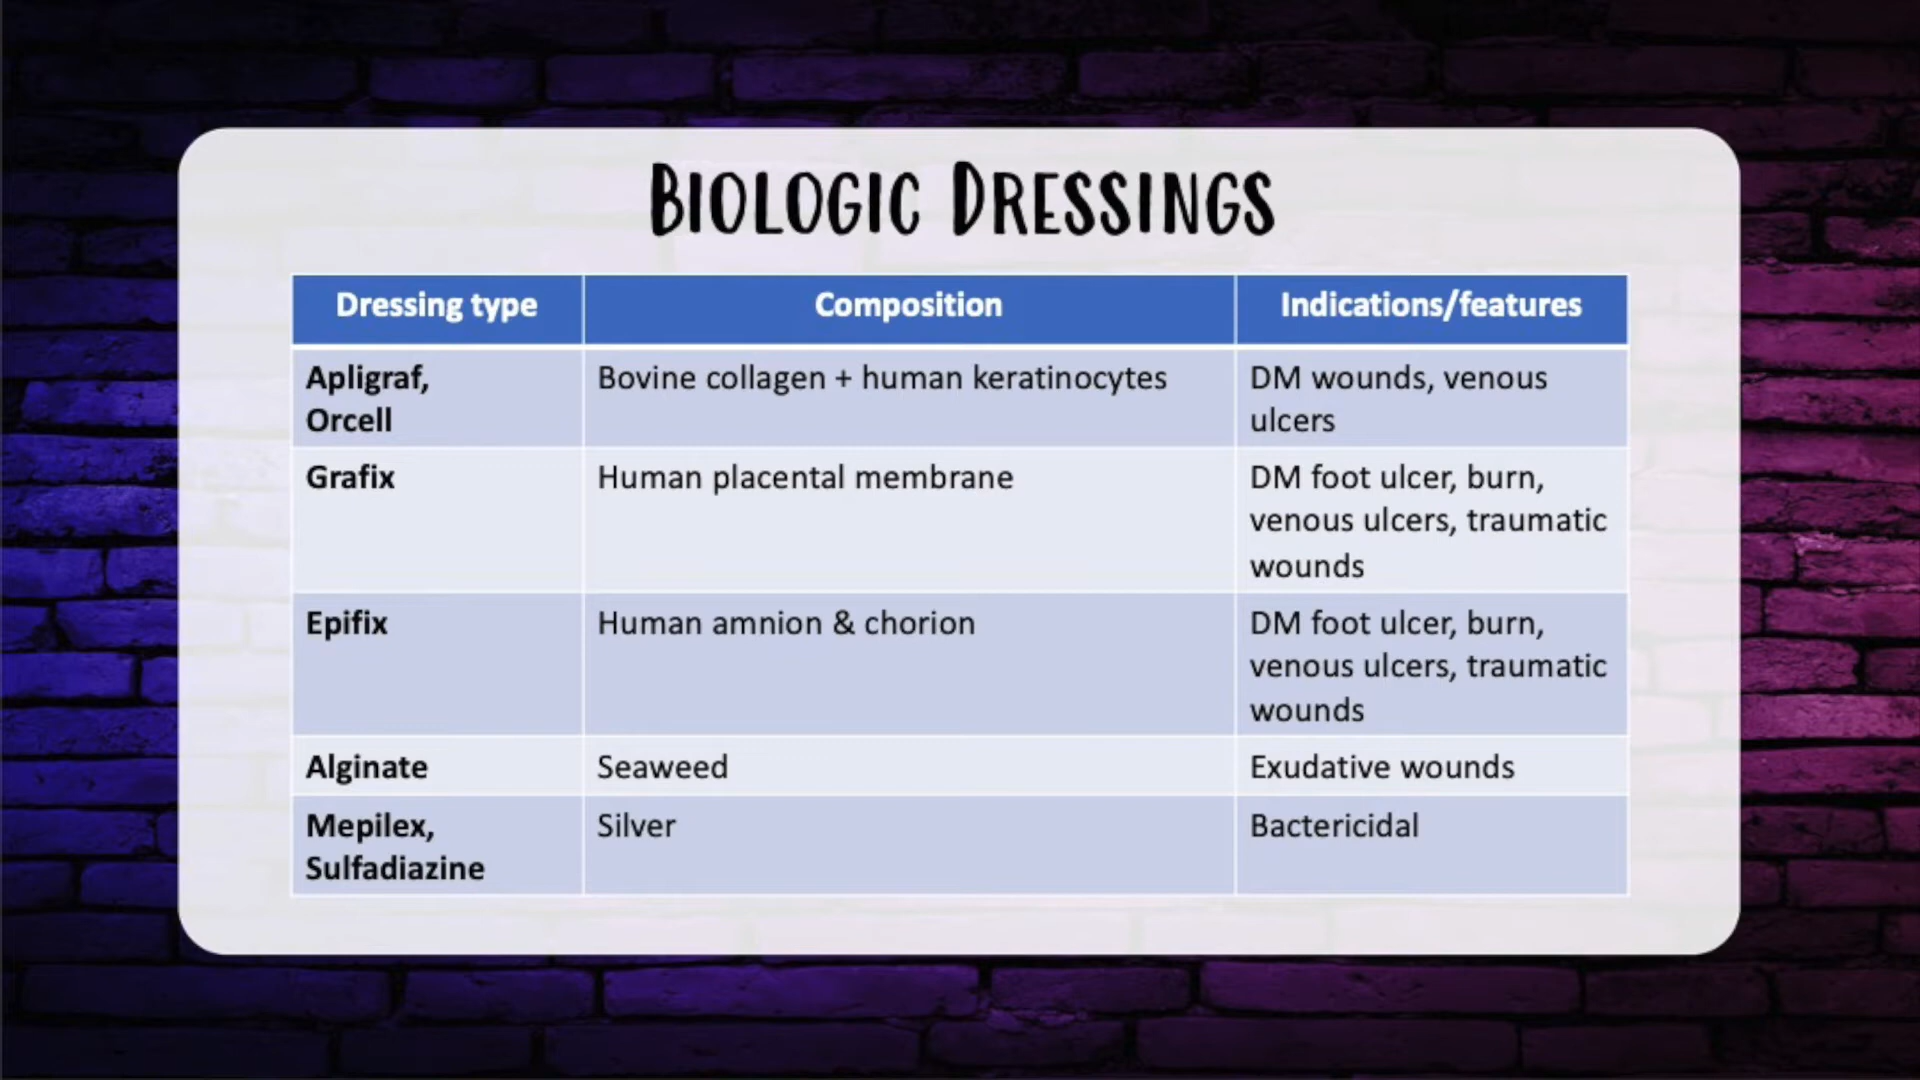 BIOLOGIC DRESSINGS
Dressing type
Composition
Indications/features
Apligraf,
Orcell
Bovine collagen + human keratinocytes
DM wounds, venous
ulcers
Grafix
Human placental membrane
DM foot ulcer, burn,
venous ulcers, traumatic
wounds
Epifix
Human amnion & chorion
DM foot ulcer, burn,
venous ulcers, traumatic
wounds
Alginate
Seaweed
Exudative wounds
Mepilex,
Sulfadiazine
Silver
Bactericidal